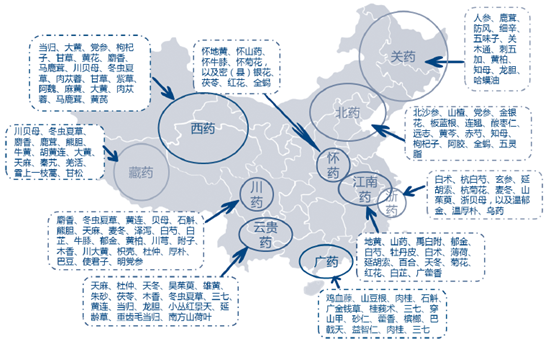 人参、鹿茸、
防风、细辛、
五味子、关
木通、刺五
加、黄柏、
知母、龙胆、
哈蟆油
关药
当归、大黄、党参、枸杞
子、甘草、黄花、麝香、
马鹿茸、川贝母、冬虫夏
草、肉苁蓉、甘草、紫草、
阿魏、麻黄、大黄、肉苁
蓉、马鹿茸、黄芪
西药
怀地黄、怀山药、
怀牛膝、怀菊花，
以及密（县）银花、
茯苓、红花、全蝎
怀药
北药
北沙参、山楂、党参、金银
花、板蓝根、连翘、酸枣仁、
远志、黄芩、赤芍、知母、
枸杞子、阿胶、全蝎、五灵
脂
川贝母、冬虫夏草、
麝香、鹿茸、熊胆、
牛黄、胡黄连、大黄、
天麻、秦艽、羌活、
雪上一枝蒿、甘松
藏药
川
药
江南
药
浙
药
白术、杭白芍、玄参、延
胡索、杭菊花、麦冬、山
茱萸、浙贝母，以及温郁
金、温厚朴、乌药
麝香、冬虫夏草、黄连、贝母、石斛、
熊胆、天麻、麦冬、泽泻、白芍、白
芷、牛膝、郁金、黄柏、川芎、附子、
木香、川大黄、枳壳、杜仲、厚朴、
巴豆、使君子、明党参
云贵
药
地黄、山药、禹白附、郁金、
白芍、牡丹皮、白术、薄荷、
延胡索、百合、天冬、菊花、
红花、白芷、广藿香
天麻、杜仲、天冬、吴茱萸、雄黄、
朱砂、茯苓、木香、冬虫夏草、三七、
黄连、当归、龙胆、小丛红景天、延
龄草、重齿毛当归、南方山荷叶
广药
鸡血藤、山豆根、肉桂、石斛、
广金钱草、桂莪术、三七、穿
山甲、砂仁、藿香、槟榔、巴
戟天、益智仁、肉桂、三七